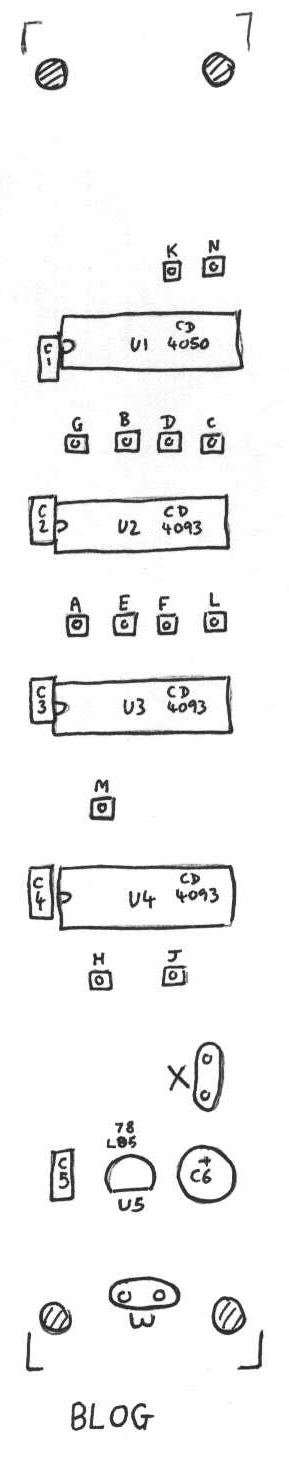 K N
C1 U1 CD 4050
G B D C
C2 U2 CD 4093
A E F L
C3 U3 CD 4093
M
C4 U4 CD 4093
H J
X
78
L05
C5 + C6
U5
W
BLOG